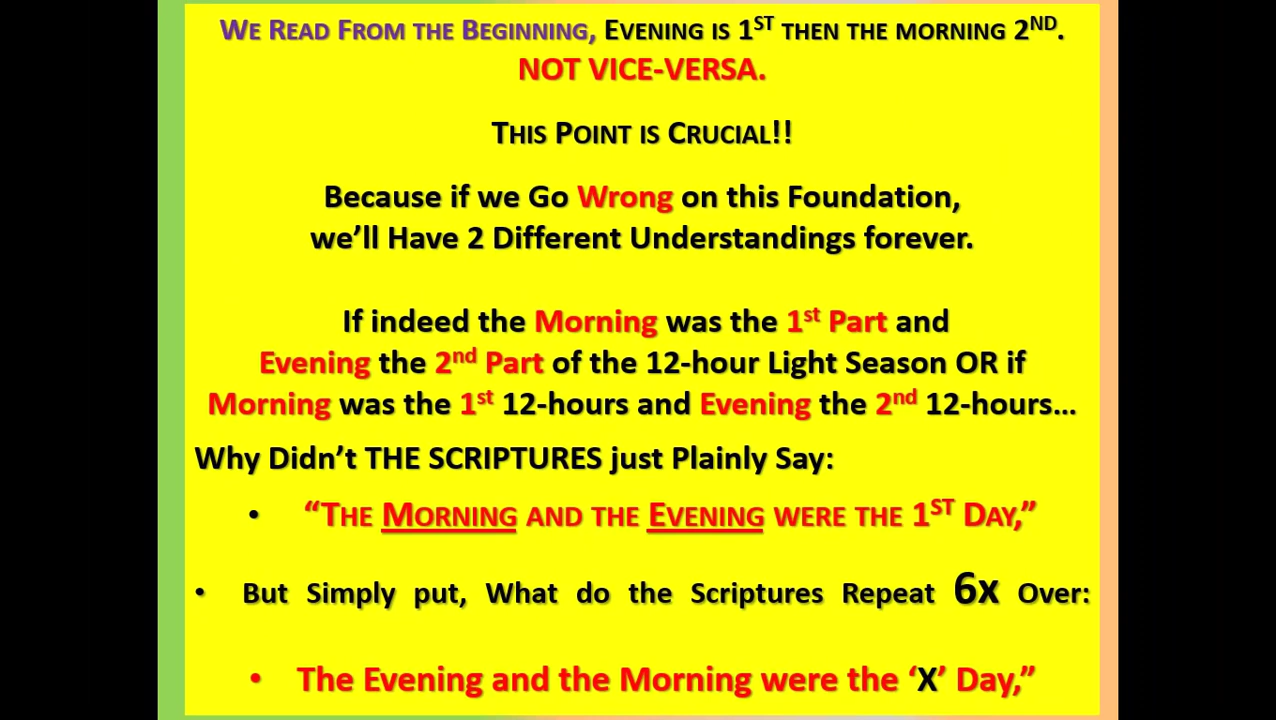 We Read From the Beginning, Evening is 1ST then the morning 2ND.
NOT VICE-VERSA.
This Point is Crucial!!
Because if we Go Wrong on this Foundation,
we’ll Have 2 Different Understandings forever.
If indeed the Morning was the 1st Part and
Evening the 2nd Part of the 12-hour Light Season OR if
Morning was the 1st 12-hours and Evening the 2nd 12-hours…
Why Didn’t THE SCRIPTURES just Plainly Say:
• “The Morning and the Evening were the 1ST Day,”
• But Simply put, What do the Scriptures Repeat 6x Over:
• The Evening and the Morning were the ‘X’ Day,”